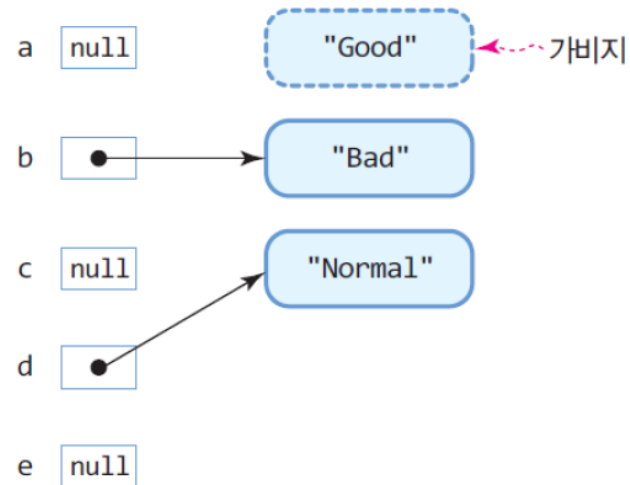 a null "Good" 가비지
b "Bad"
c null "Normal"
d
e null